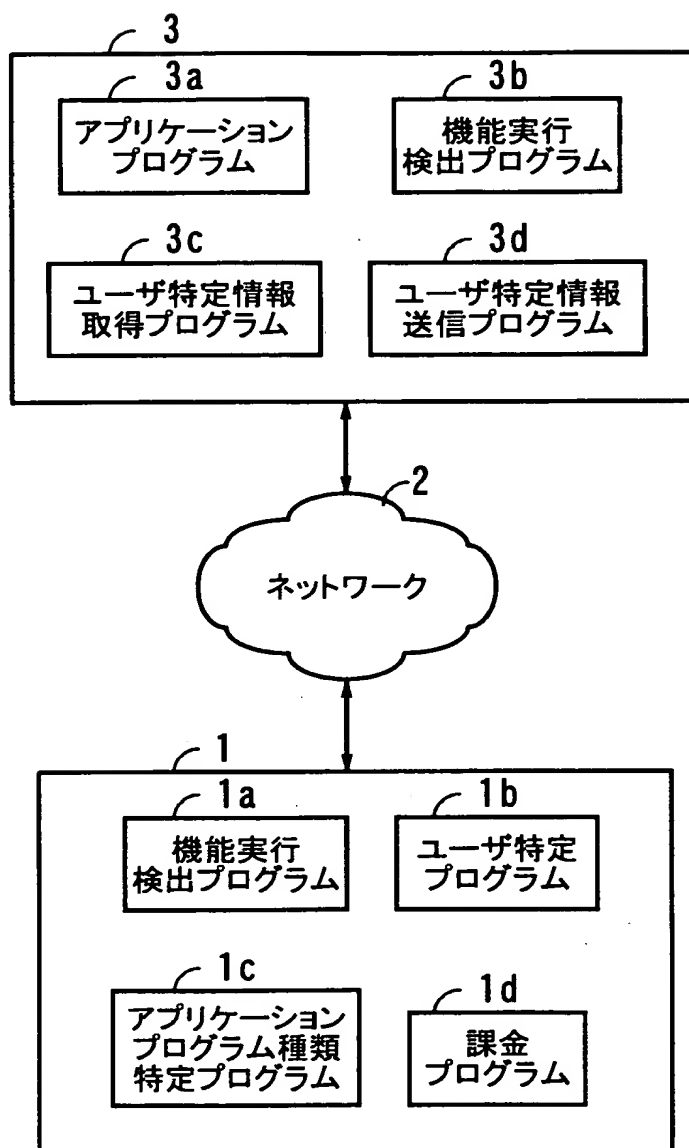 3
3a
アプリケーション
プログラム
3b
機能実行
検出プログラム
3c
ユーザ特定情報
取得プログラム
3d
ユーザ特定情報
送信プログラム
2
ネットワーク
1
1a
機能実行
検出プログラム
1b
ユーザ特定
プログラム
1c
アプリケーション
プログラム種類
特定プログラム
1d
課金
プログラム